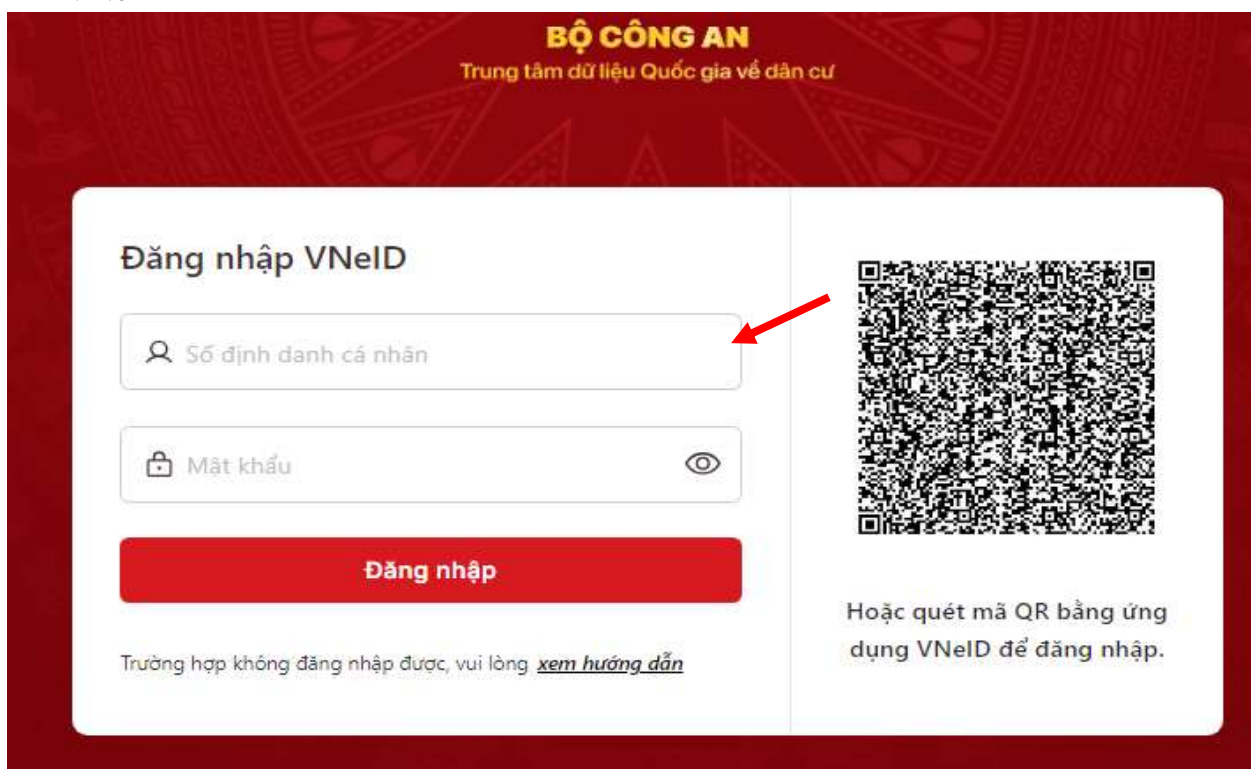 BỘ CÔNG AN
Trung tâm dữ liệu Quốc gia về dân cư
Đăng nhập VNeID
Số định danh cá nhân
Mật khẩu
Đăng nhập
Trường hợp không đăng nhập được, vui lòng xem hướng dẫn
Hoặc quét mã QR bằng ứng
dụng VNeID để đăng nhập.